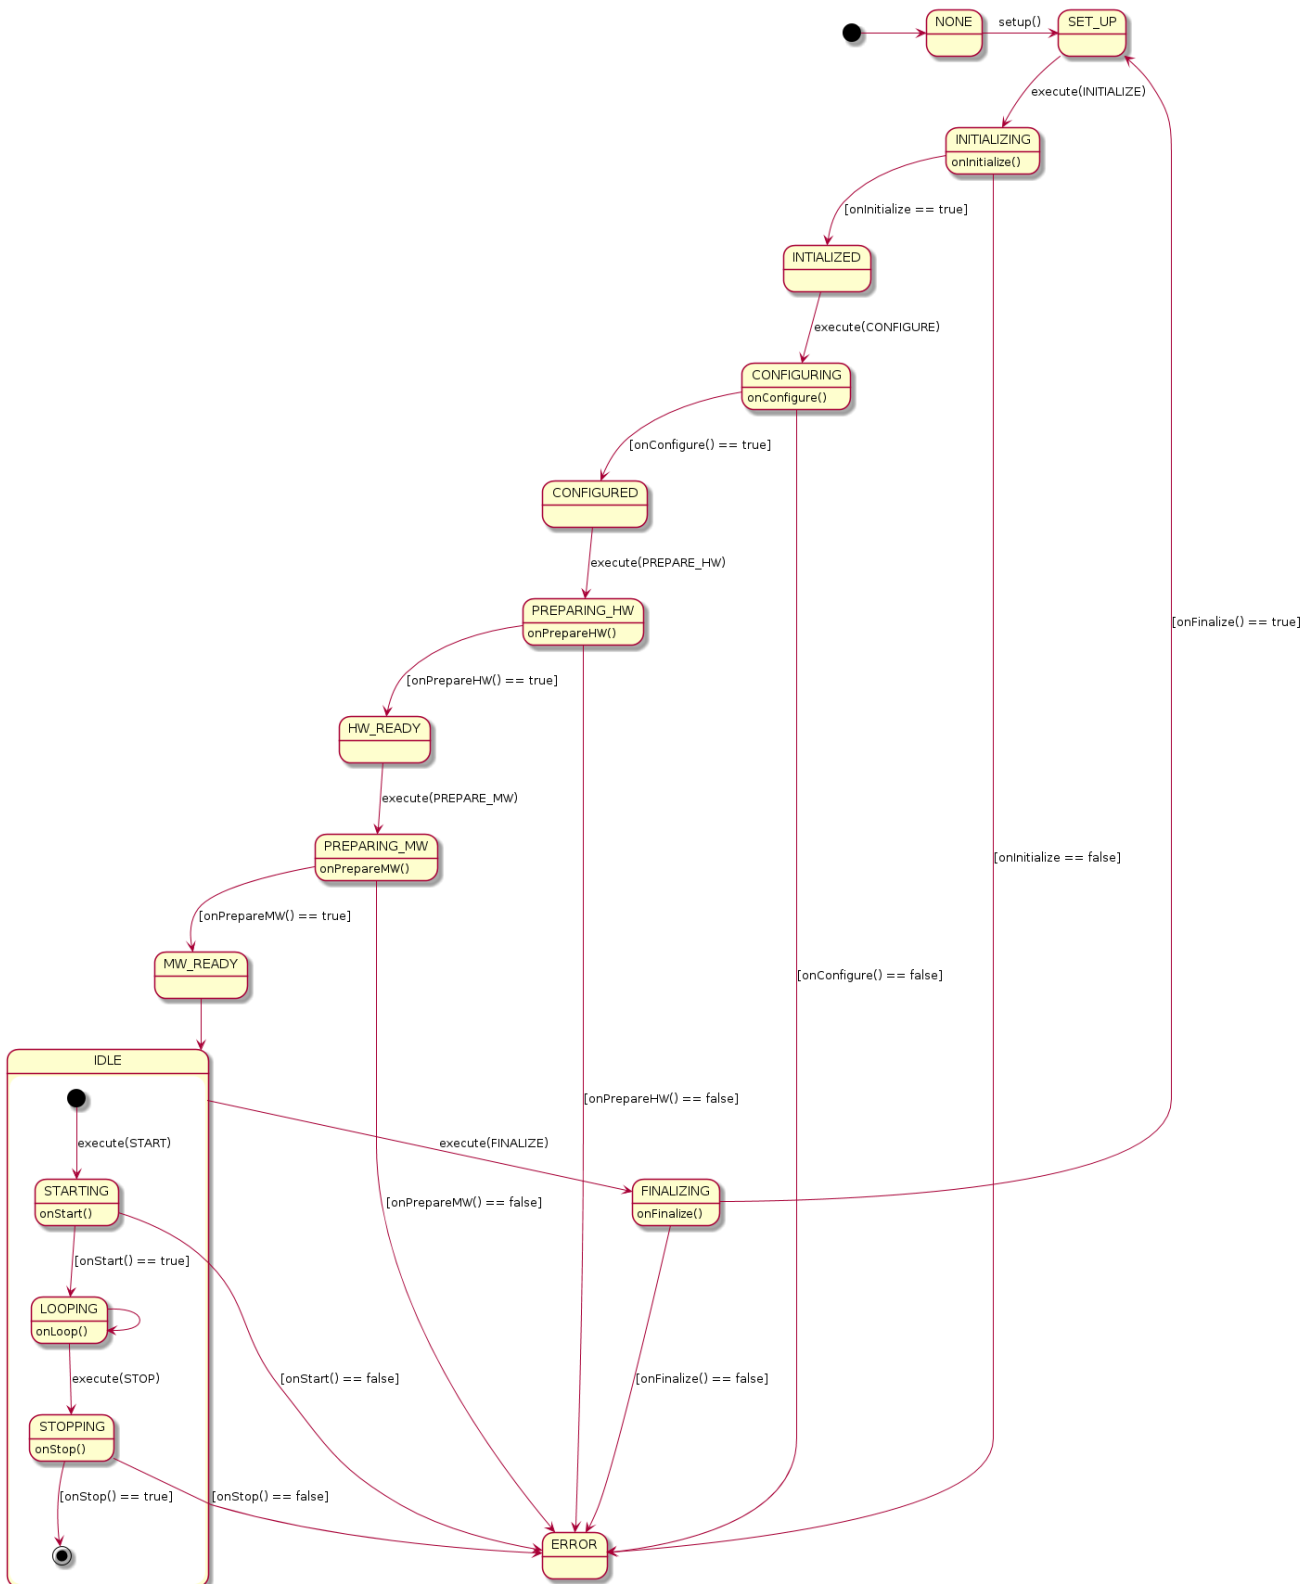 NONE
setup()
SET_UP
execute(INITIALIZE)
INITIALIZING
onInitialize()
[onInitialize == true]
INTIALIZED
execute(CONFIGURE)
CONFIGURING
onConfigure()
[onConfigure() == true]
CONFIGURED
execute(PREPARE_HW)
PREPARING_HW
onPrepareHW()
[onFinalize() == true]
[onPrepareHW() == true]
HW_READY
execute(PREPARE_MW)
PREPARING_MW
onPrepareMW()
[onInitialize == false]
[onPrepareMW() == true]
MW_READY
[onConfigure() == false]
IDLE
[onPrepareHW() == false]
execute(START)
execute(FINALIZE)
STARTING
onStart()
[onPrepareMW() == false]
FINALIZING
onFinalize()
[onStart() == true]
LOOPING
onLoop()
execute(STOP)
[onStart() == false]
[onFinalize() == false]
STOPPING
onStop()
[onStop() == true]
[onStop() == false]
ERROR